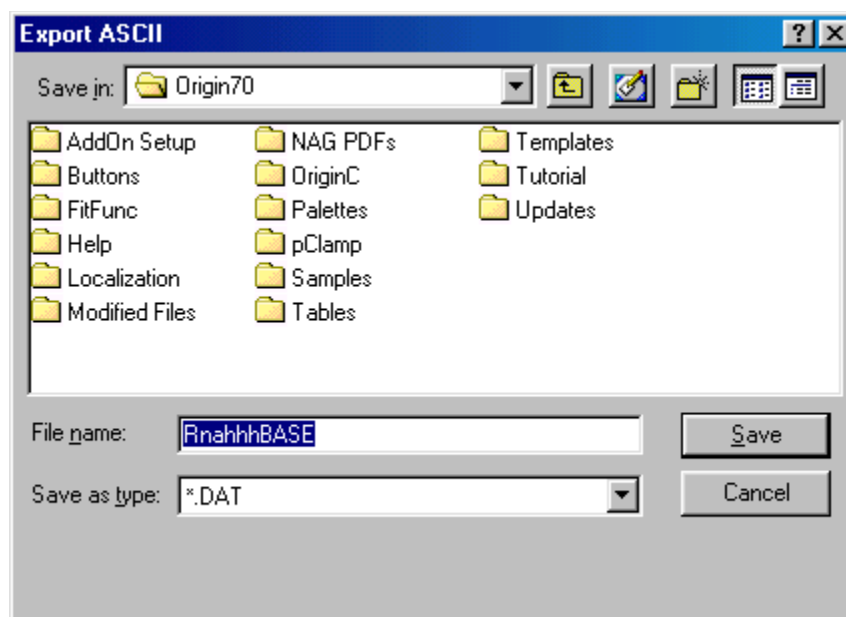 Export ASCII
Save in: Origin70
AddOn Setup NAG PDFs Templates
Buttons OriginC Tutorial
FitFunc Palettes Updates
Help pClamp
Localization Samples
Modified Files Tables
File name: RnahhhBASE Save
Save as type: *.DAT Cancel